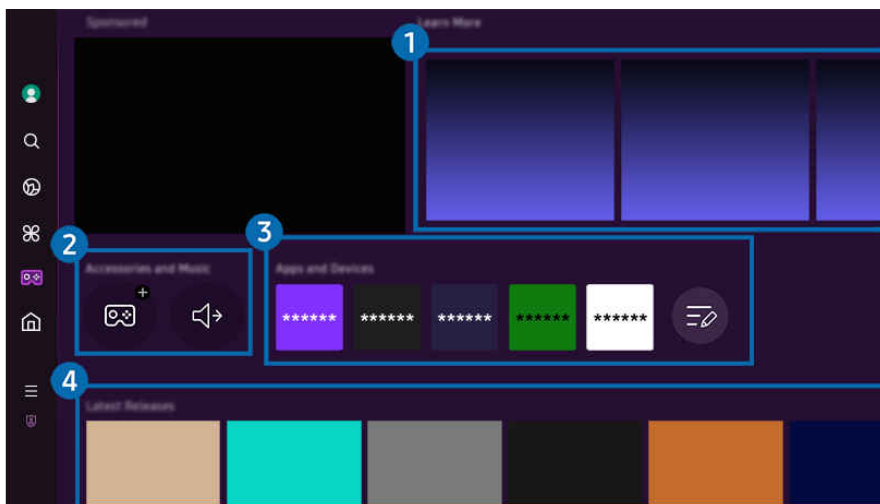 Sponsored
Learn More
1
2
3
Accessories and Music
Apps and Devices
******
******
******
******
******
4
Latest Releases